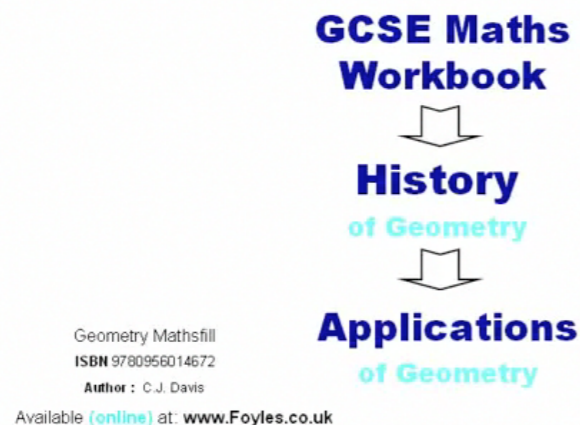 GCSE Maths
Workbook
History
of Geometry
Applications
of Geometry
Geometry Mathsfill
ISBN 9780956014672
Author : C.J. Davis
Available (online) at: www.Foyles.co.uk